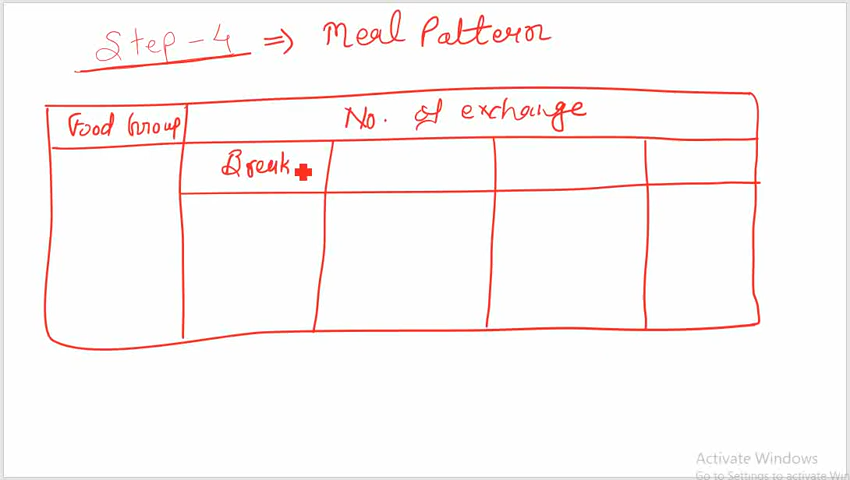 Step-4 => Meal Pattern
Food Group
No. of exchange
Break
Activate Windows
Go to Settings to activate Win